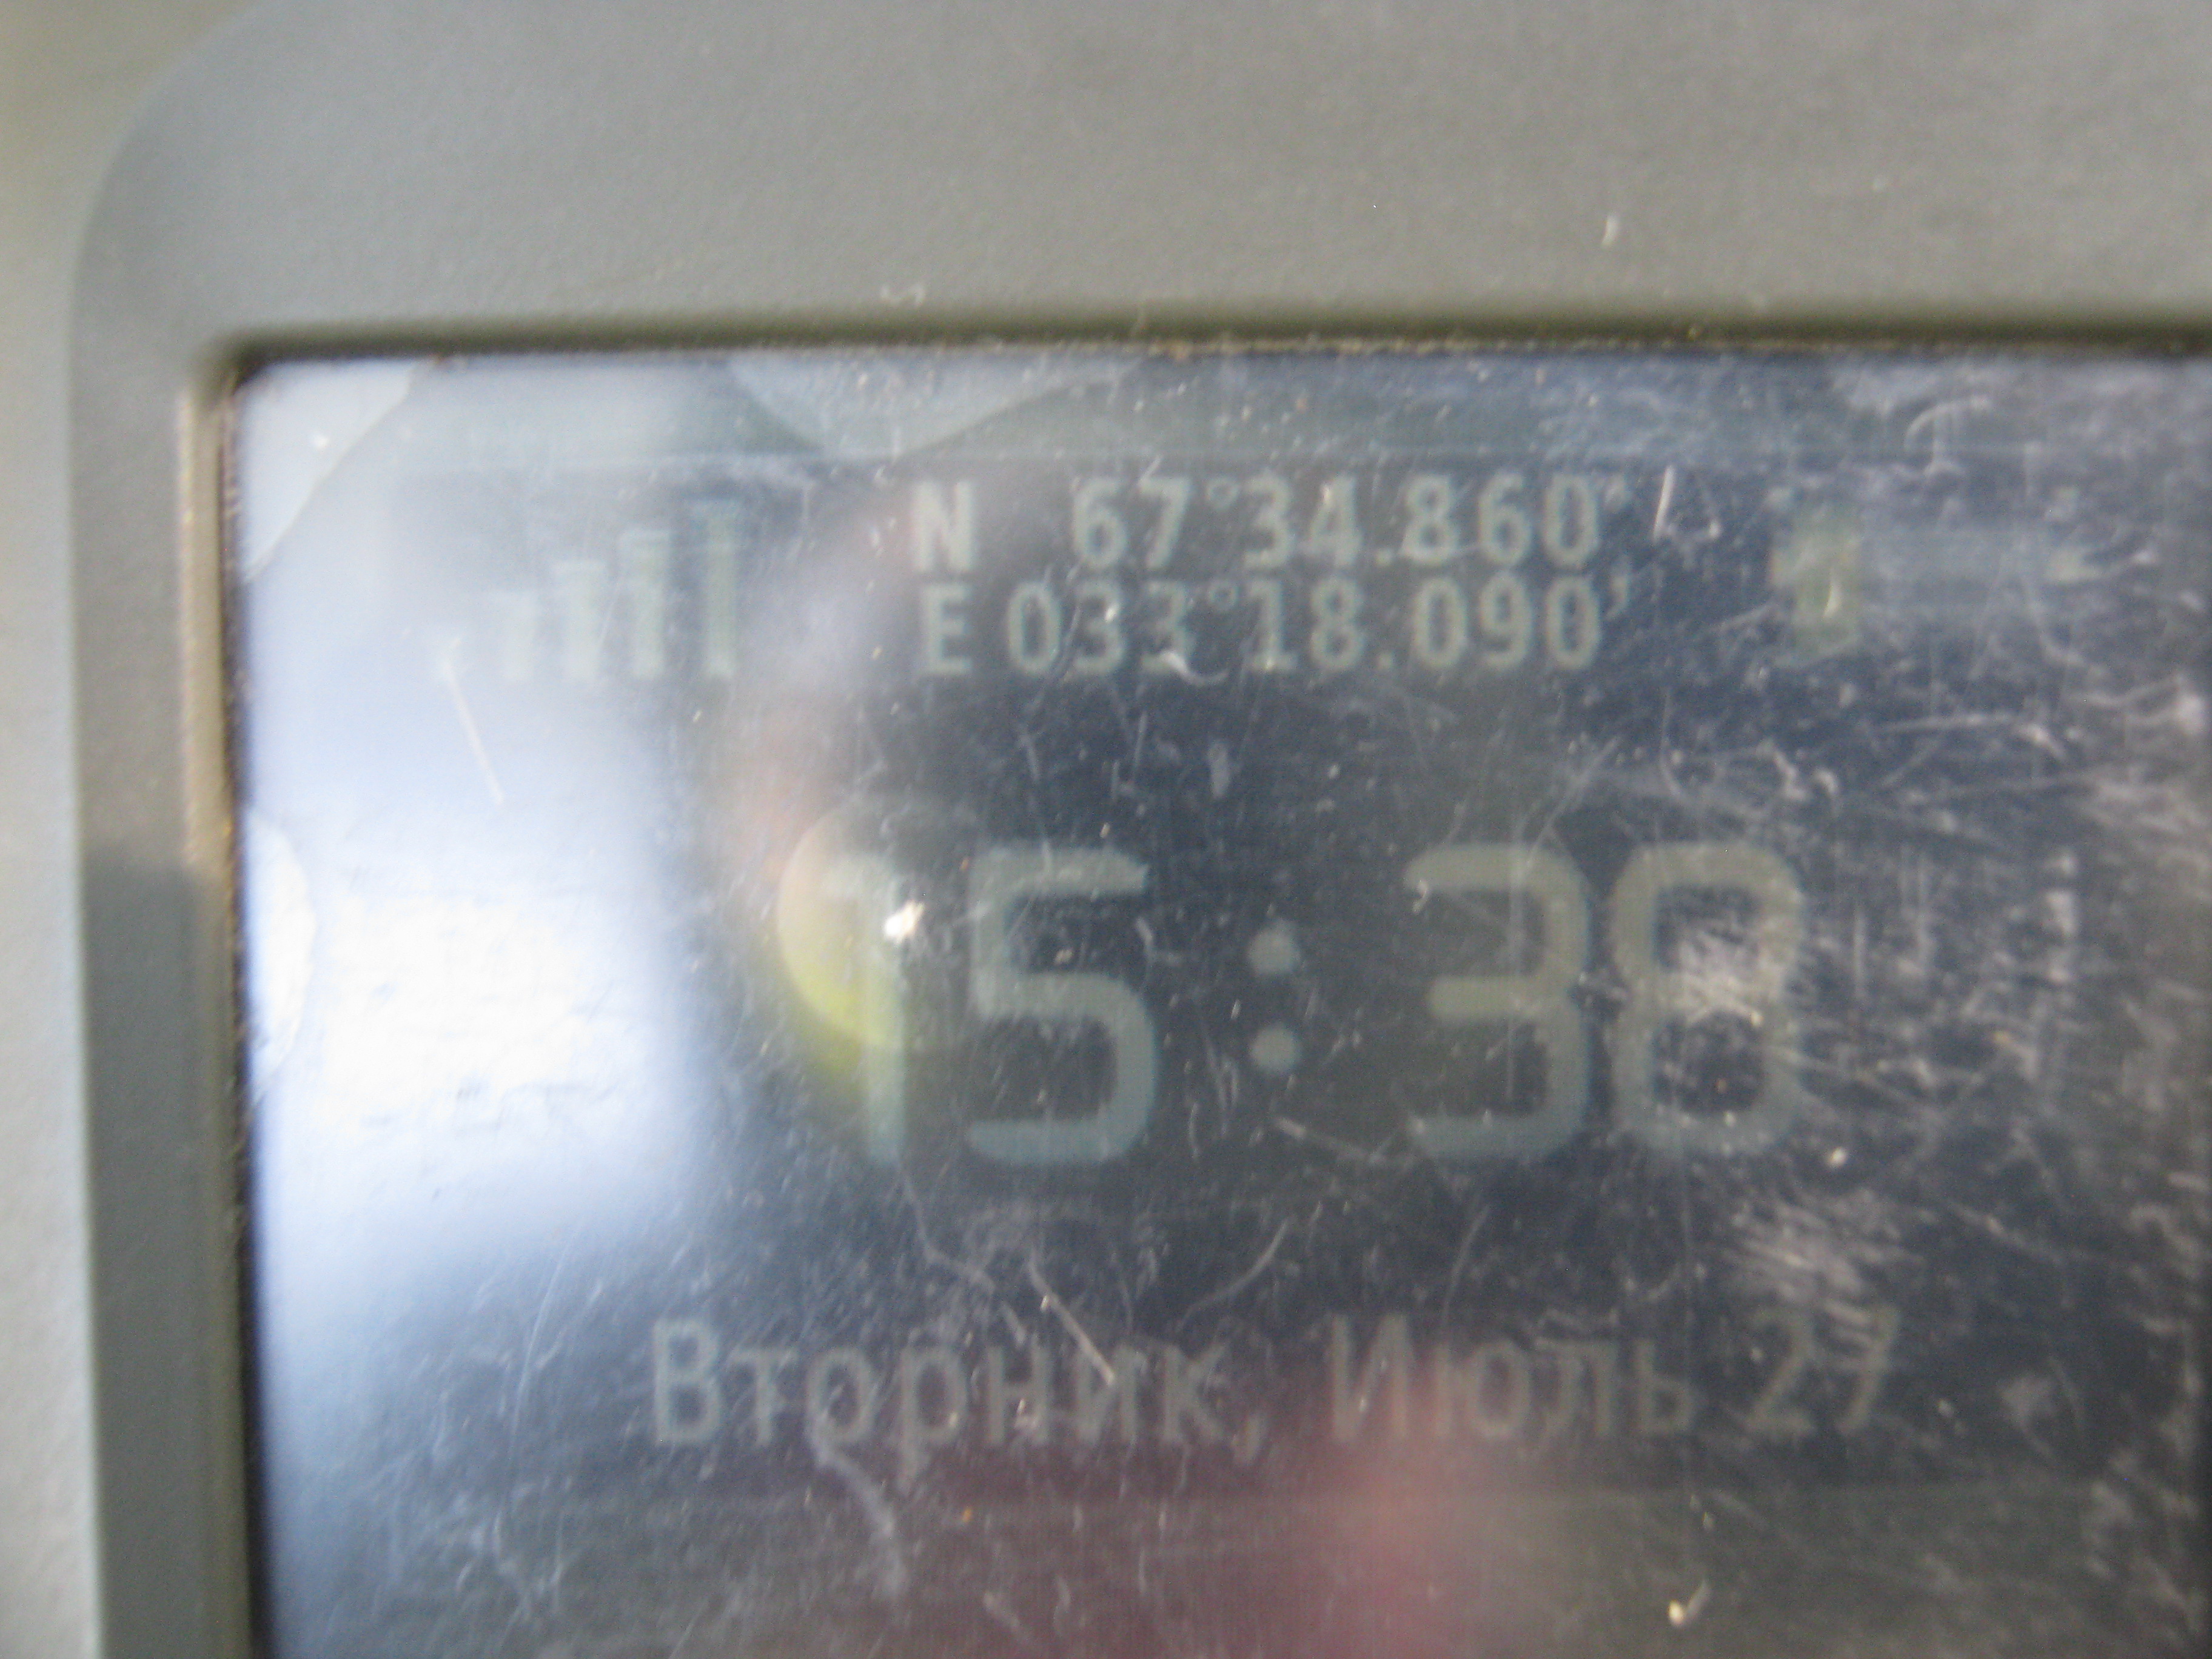 N 67°34.860'
E 033°18.090'
15:38
Вторник, Июль 27